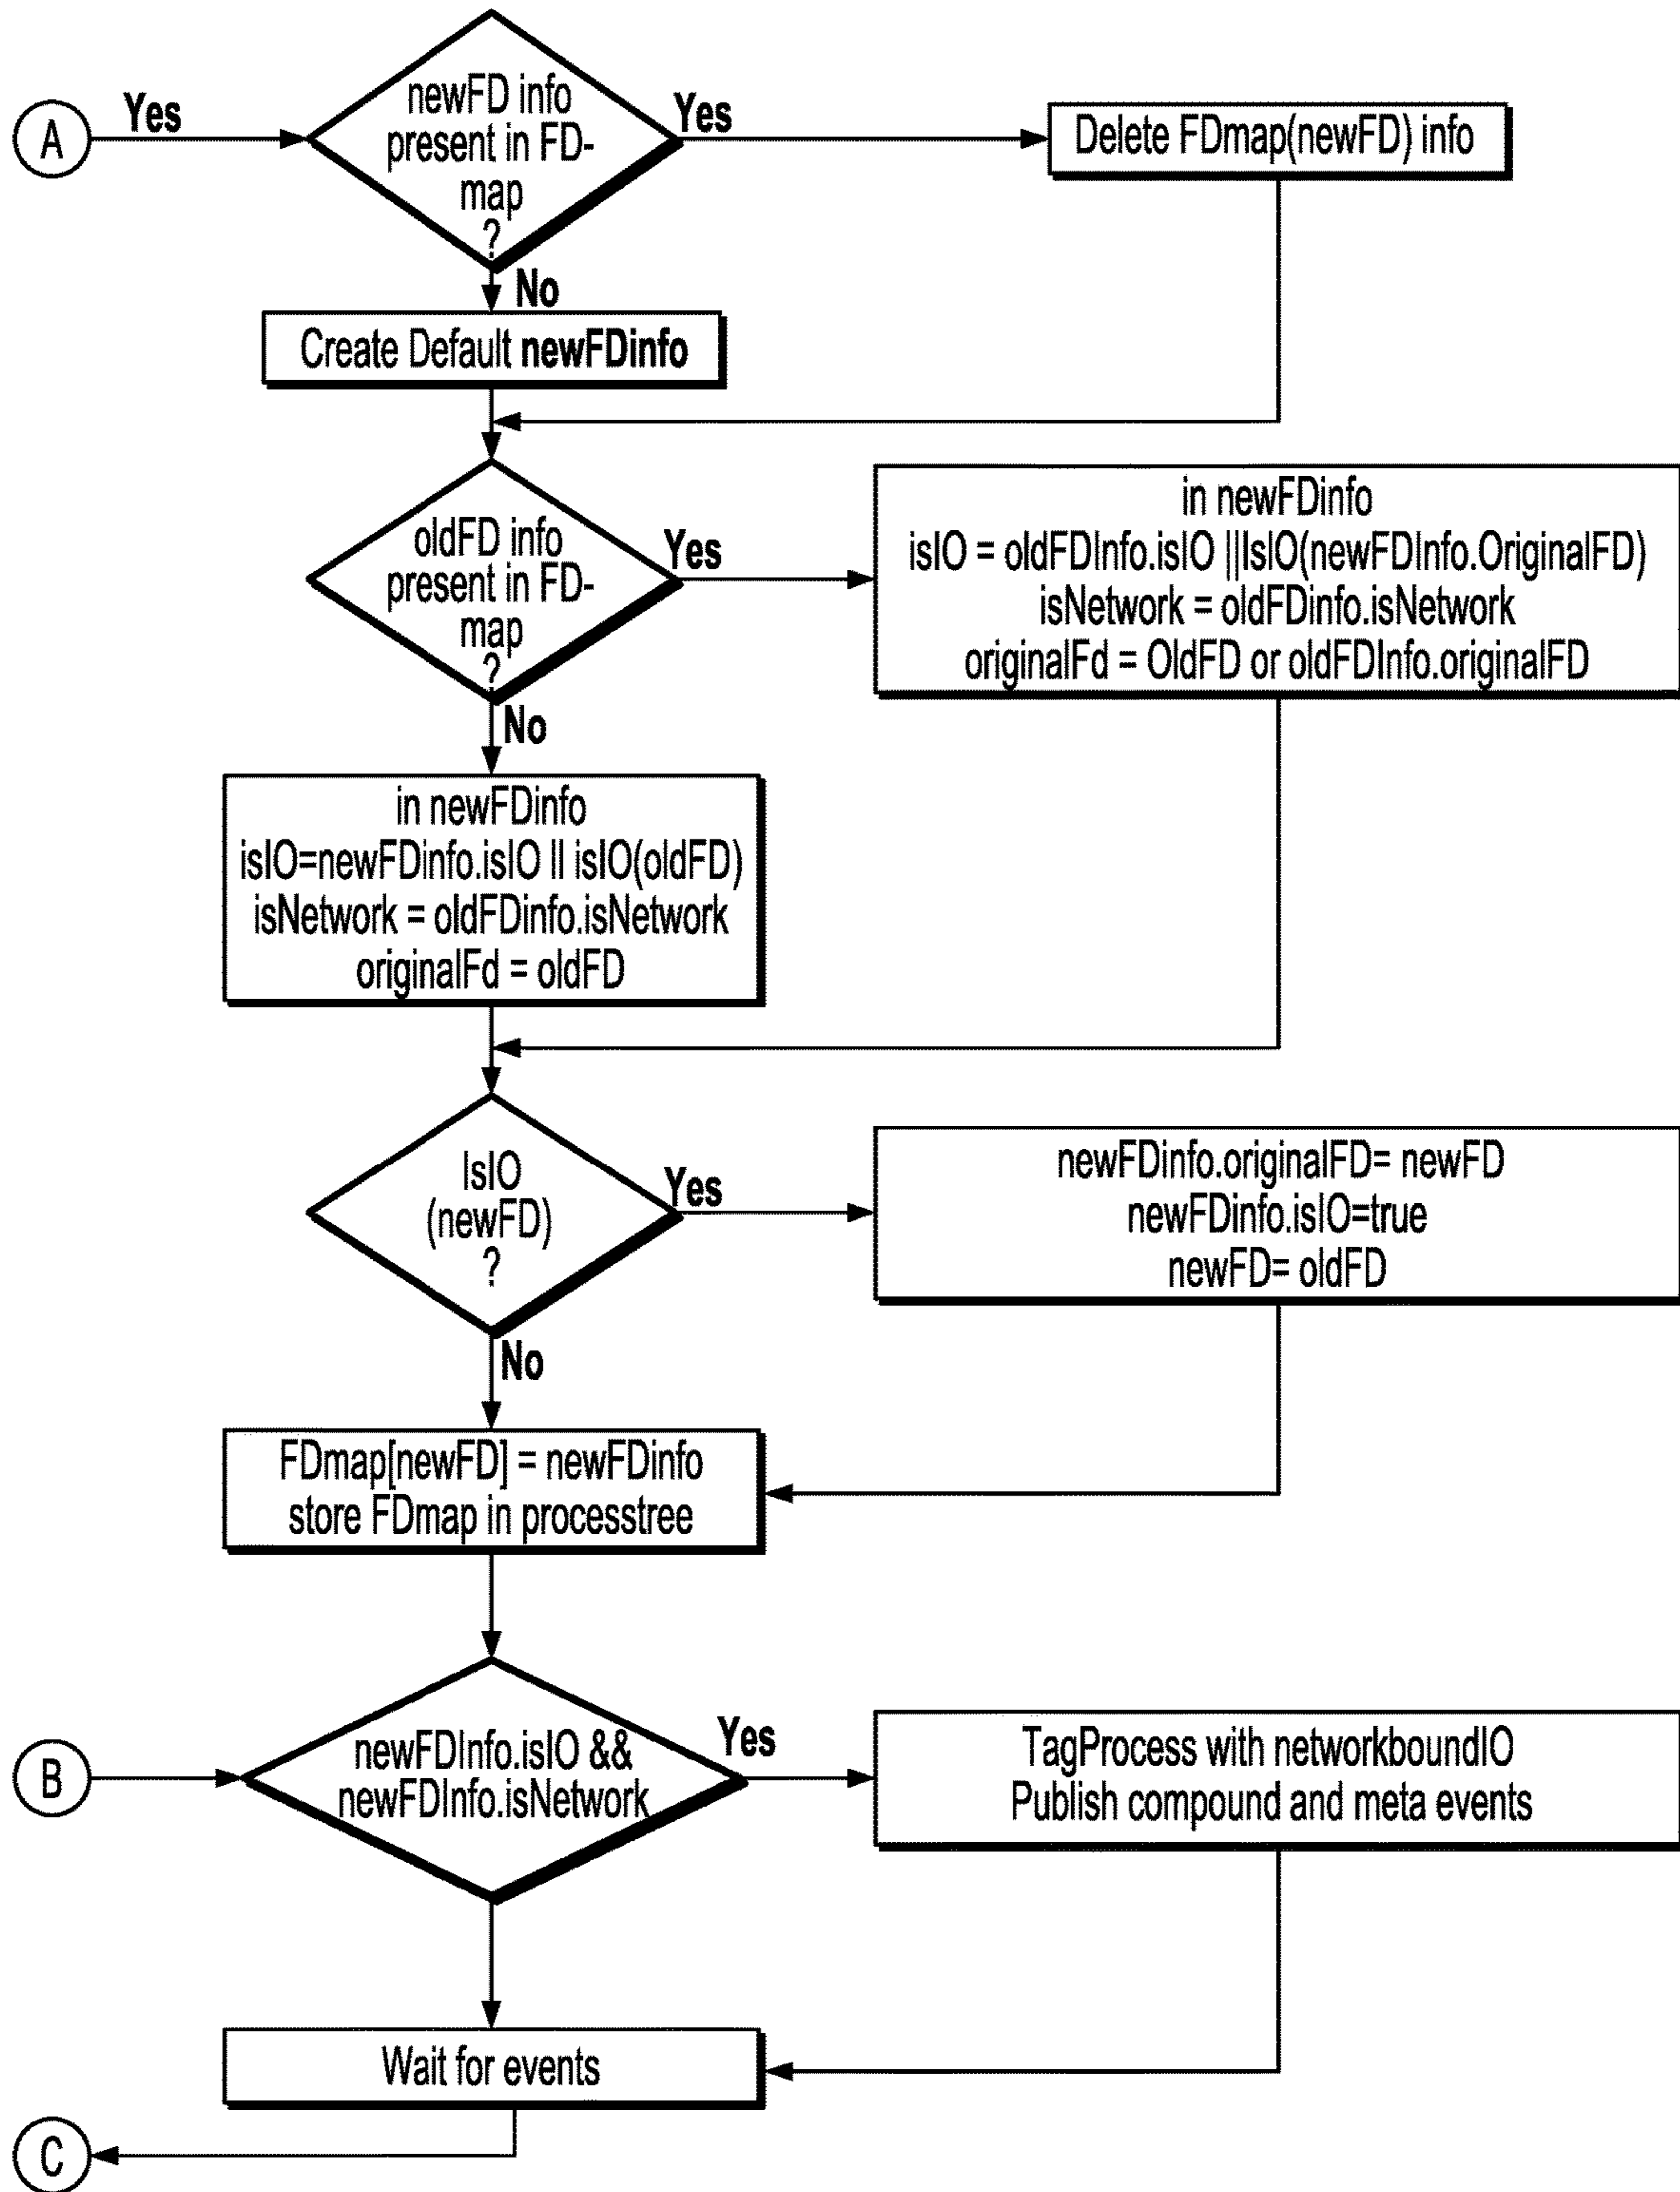 A
Yes
newFD info
present in FD-
map
?
Yes
Delete FDmap(newFD) info
No
Create Default newFDinfo
oldFD info
present in FD-
map
?
Yes
in newFDinfo
isIO = oldFDInfo.isIO ||IsIO(newFDInfo.OriginalFD)
isNetwork = oldFDinfo.isNetwork
originalFd = OldFD or oldFDInfo.originalFD
No
in newFDinfo
isIO=newFDinfo.isIO || isIO(oldFD)
isNetwork = oldFDinfo.isNetwork
originalFd = oldFD
IsIO
(newFD)
?
Yes
newFDinfo.originalFD= newFD
newFDinfo.isIO=true
newFD= oldFD
No
FDmap[newFD] = newFDinfo
store FDmap in processtree
B
newFDInfo.isIO &&
newFDInfo.isNetwork
Yes
TagProcess with networkboundIO
Publish compound and meta events
Wait for events
C